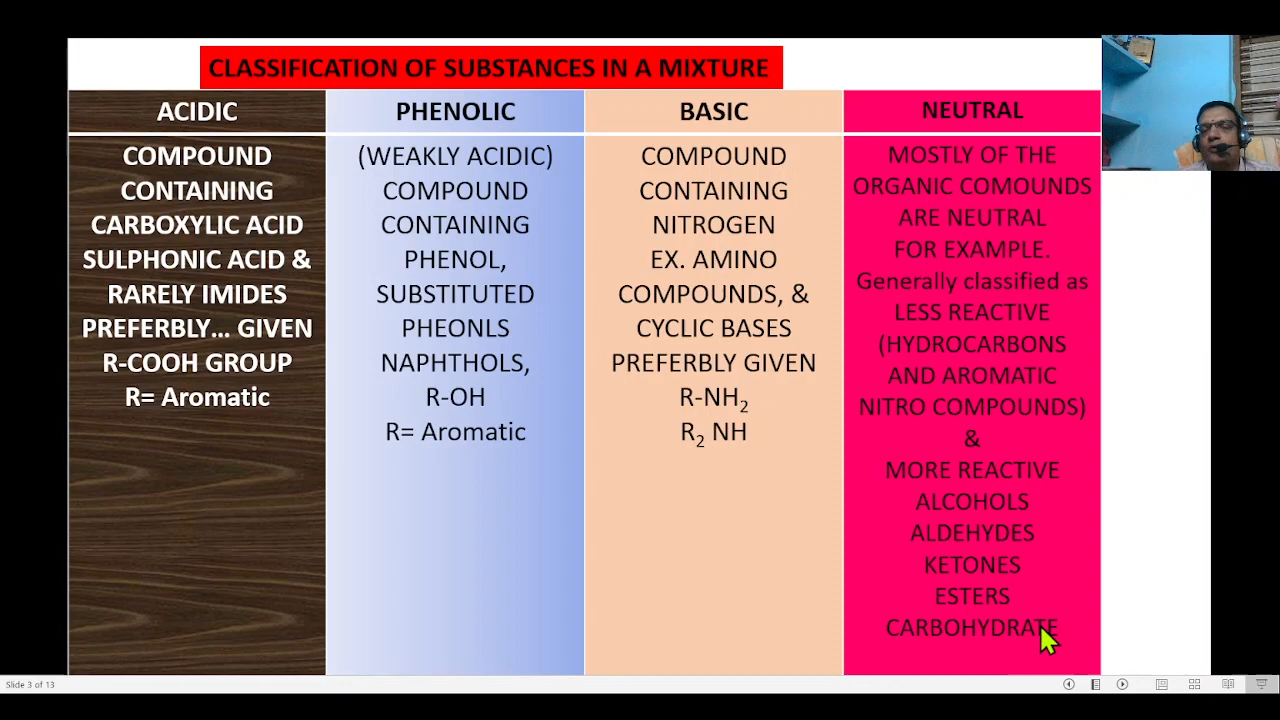 CLASSIFICATION OF SUBSTANCES IN A MIXTURE
ACIDIC
COMPOUND
CONTAINING
CARBOXYLIC ACID
SULPHONIC ACID &
RARELY IMIDES
PREFERBLY... GIVEN
R-COOH GROUP
R= Aromatic
PHENOLIC
(WEAKLY ACIDIC)
COMPOUND
CONTAINING
PHENOL,
SUBSTITUTED
PHEONLS
NAPHTHOLS,
R-OH
R= Aromatic
BASIC
COMPOUND
CONTAINING
NITROGEN
EX. AMINO
COMPOUNDS, &
CYCLIC BASES
PREFERBLY GIVEN
R-NH₂
R₂ NH
NEUTRAL
MOSTLY OF THE
ORGANIC COMOUNDS
ARE NEUTRAL
FOR EXAMPLE.
Generally classified as
LESS REACTIVE
(HYDROCARBONS
AND AROMATIC
NITRO COMPOUNDS)
&
MORE REACTIVE
ALCOHOLS
ALDEHYDES
KETONES
ESTERS
CARBOHYDRATE
Slide 3 of 13